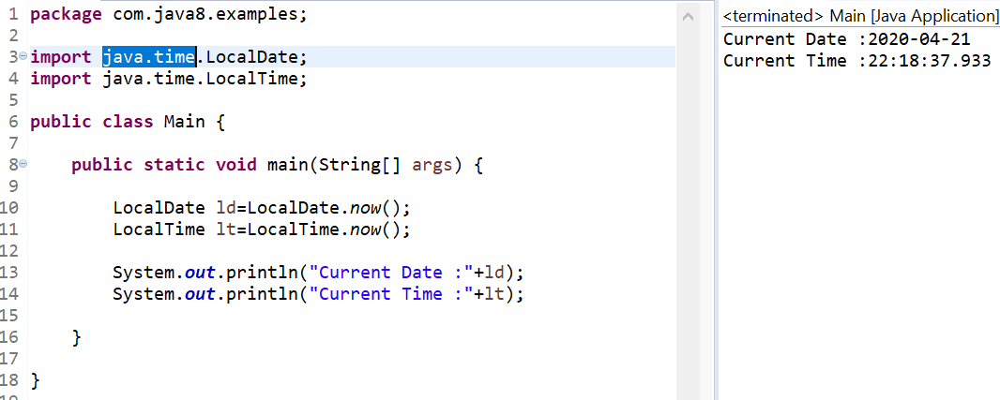 1 package com.java8.examples;
2
3 import java.time.LocalDate;
4 import java.time.LocalTime;
5
6 public class Main {
7
8 public static void main(String[] args) {
9
10 LocalDate ld=LocalDate.now();
11 LocalTime lt=LocalTime.now();
12
13 System.out.println("Current Date :"+ld);
14 System.out.println("Current Time :"+lt);
15
16 }
17
18 }
<terminated> Main [Java Application]
Current Date :2020-04-21
Current Time :22:18:37.933